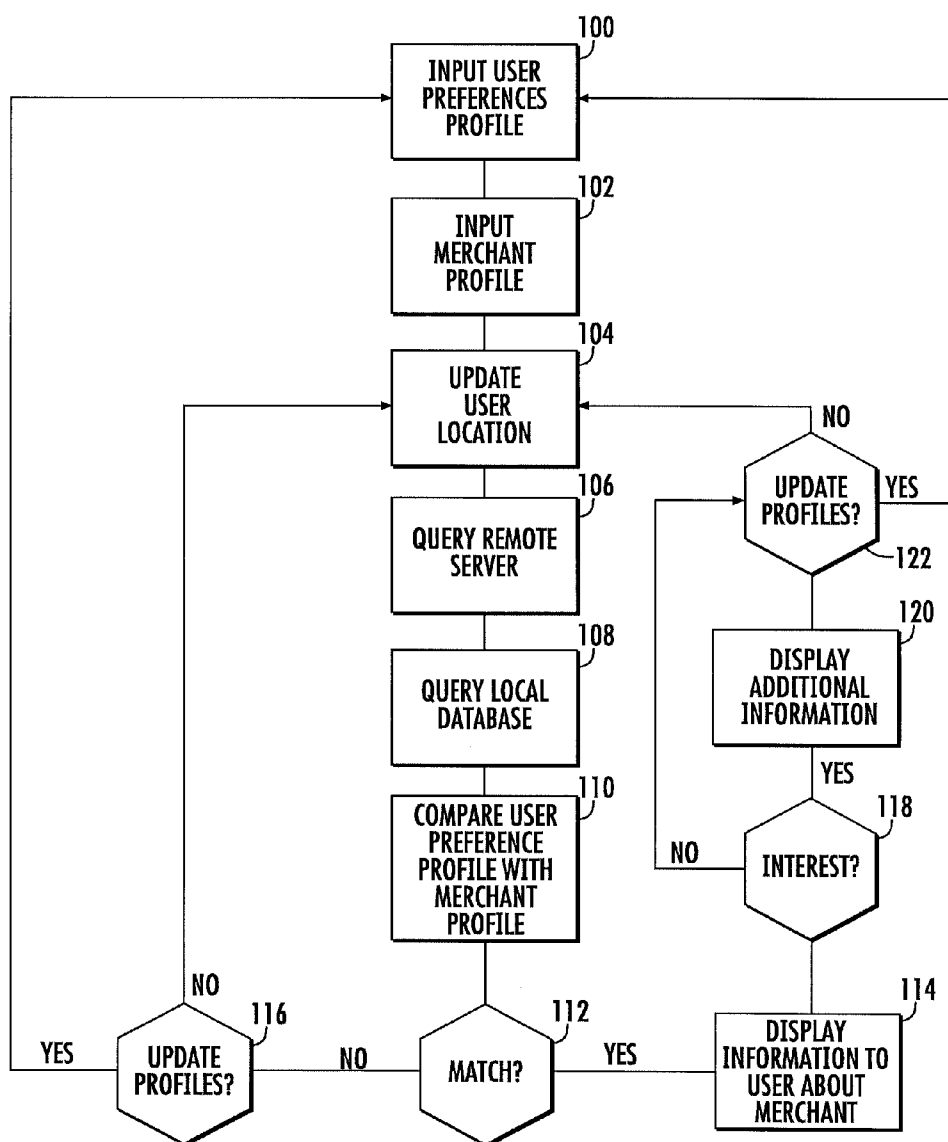 100
INPUT USER
PREFERENCES
PROFILE
102
INPUT
MERCHANT
PROFILE
104
UPDATE
USER
LOCATION
NO
106
UPDATE
PROFILES?
YES
122
QUERY REMOTE
SERVER
120
108
DISPLAY
ADDITIONAL
INFORMATION
QUERY LOCAL
DATABASE
YES
110
118
COMPARE USER
PREFERENCE
PROFILE WITH
MERCHANT
PROFILE
NO
INTEREST?
NO
116
112
114
YES
UPDATE
PROFILES?
NO
MATCH?
YES
DISPLAY
INFORMATION TO
USER ABOUT
MERCHANT